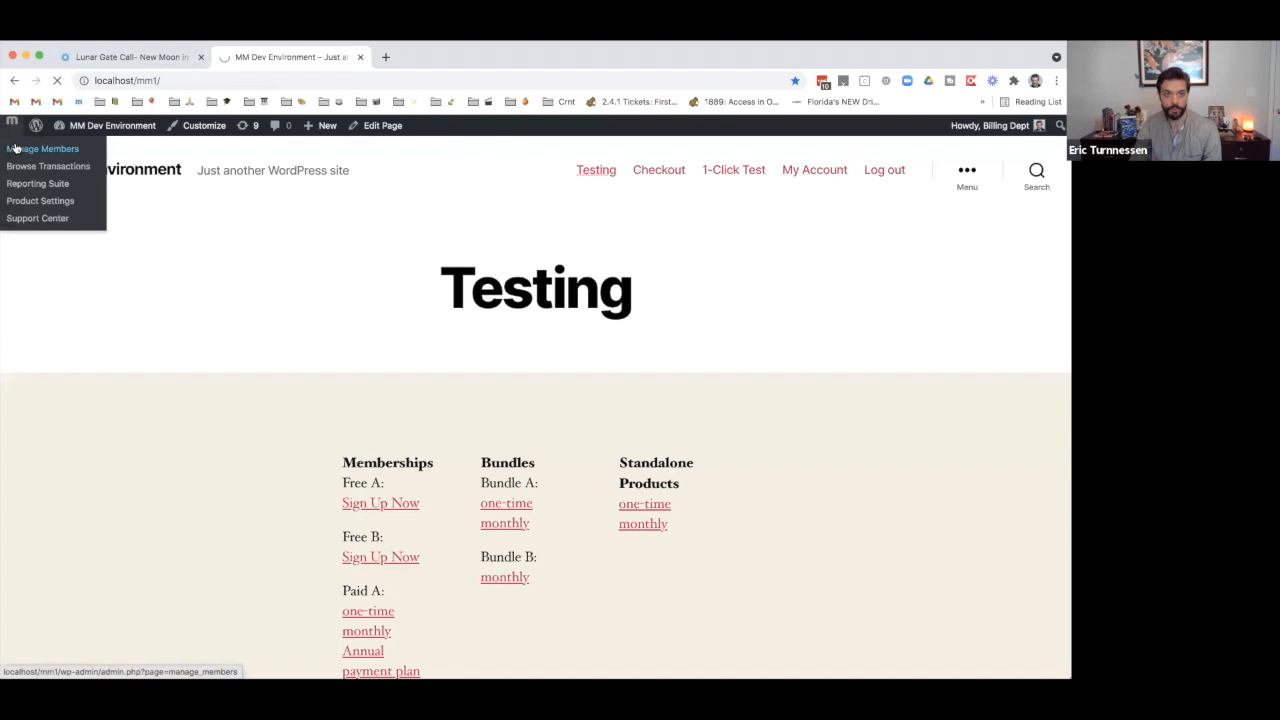 Lunar Gate Call- New Moon in
MM Dev Environment – Just an
localhost/mm1/
10
Crnt
2.4.1 Tickets: First...
1889: Access in O...
Florida's NEW Dri...
»
Reading List
MM Dev Environment
Customize
9
0
New
Edit Page
Howdy, Billing Dept
Eric Turnnessen
Manage Members
Browse Transactions
Reporting Suite
Product Settings
Support Center
vironment
Just another WordPress site
Testing
Checkout
1-Click Test
My Account
Log out
Menu
Search
Testing
Memberships
Free A:
Sign Up Now
Free B:
Sign Up Now
Paid A:
one-time
monthly
Annual
payment plan
Bundles
Bundle A:
one-time
monthly
Bundle B:
monthly
Standalone
Products
one-time
monthly
localhost/mm1/wp-admin/admin.php?page=manage_members